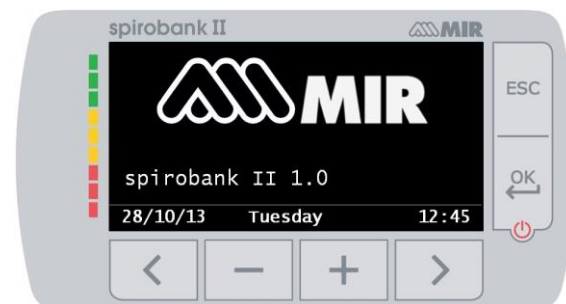 spirobank II MIR
MIR
ESC
spirobank II 1.0
OK
28/10/13 Tuesday 12:45